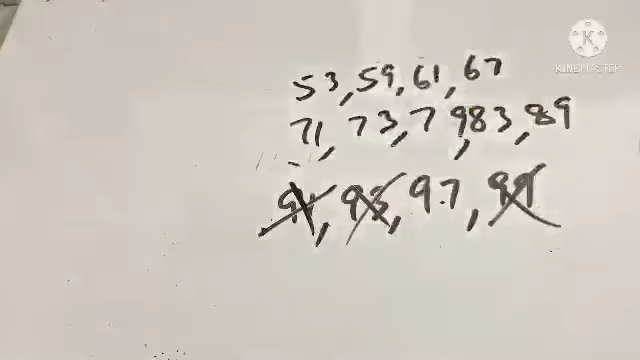 KINEMASTER
53, 59, 61, 67
71, 73, 79, 83, 89
91, 93, 97, 99